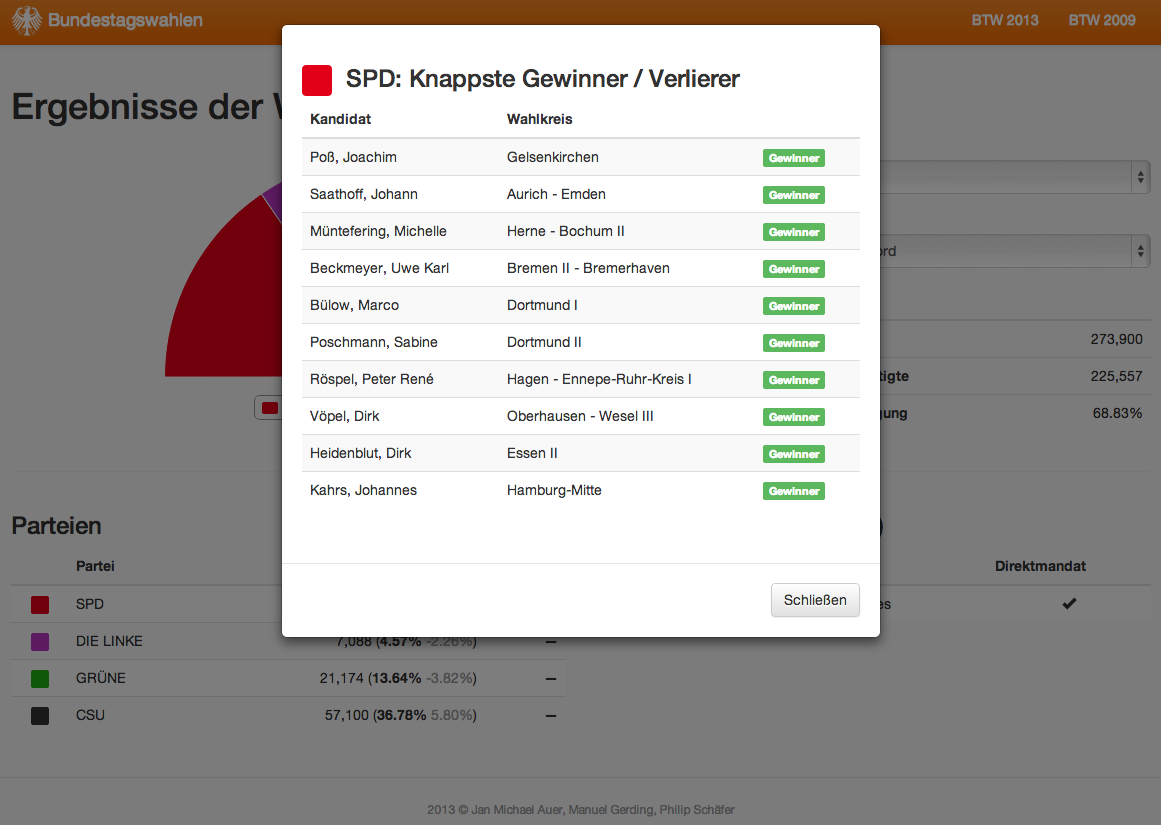 Bundestagswahlen
BTW 2013
BTW 2009
Ergebnisse der
SPD: Knappste Gewinner / Verlierer
Kandidat Wahlkreis
Poß, Joachim Gelsenkirchen Gewinner
Saathoff, Johann Aurich - Emden Gewinner
Müntefering, Michelle Herne - Bochum II Gewinner
Beckmeyer, Uwe Karl Bremen II - Bremerhaven Gewinner
Bülow, Marco Dortmund I Gewinner
Poschmann, Sabine Dortmund II Gewinner
Röspel, Peter René Hagen - Ennepe-Ruhr-Kreis I Gewinner
Vöpel, Dirk Oberhausen - Wesel III Gewinner
Heidenblut, Dirk Essen II Gewinner
Kahrs, Johannes Hamburg-Mitte Gewinner
Schließen
273,900
225,557
68.83%
Parteien
Partei
Direktmandat
SPD
DIE LINKE 7,088 (4.57% -2.26%) –
GRÜNE 21,174 (13.64% -3.82%) –
CSU 57,100 (36.78% 5.80%) –
2013 © Jan Michael Auer, Manuel Gerding, Philip Schäfer